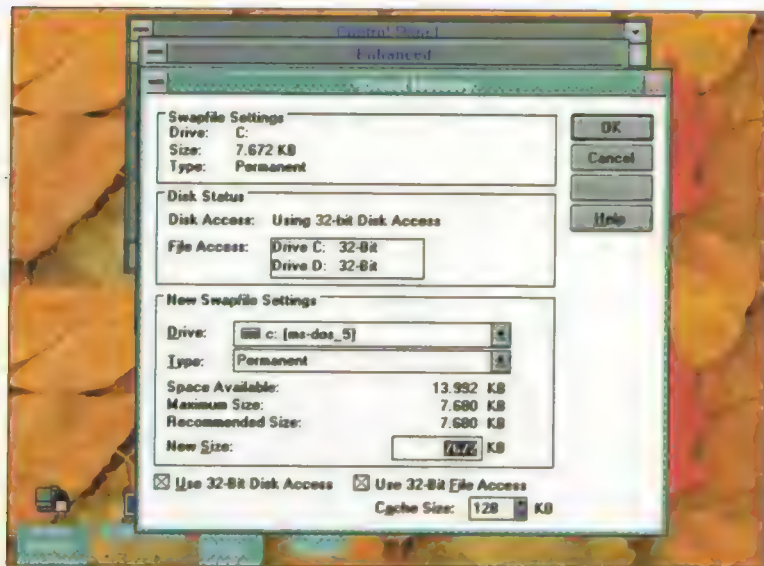 Control Panel
Enhanced
Swapfile Settings
Drive: C:
Size: 7.672 KB
Type: Permanent
OK
Cancel
Help
Disk Status
Disk Access: Using 32-bit Disk Access
File Access: Drive C: 32-Bit
Drive D: 32-Bit
New Swapfile Settings
Drive: c: [ms-dos_5]
Type: Permanent
Space Available: 13.992 KB
Maximum Size: 7.680 KB
Recommended Size: 7.680 KB
New Size: KB
Use 32-Bit Disk Access Use 32-Bit File Access
Cache Size: 128 KB